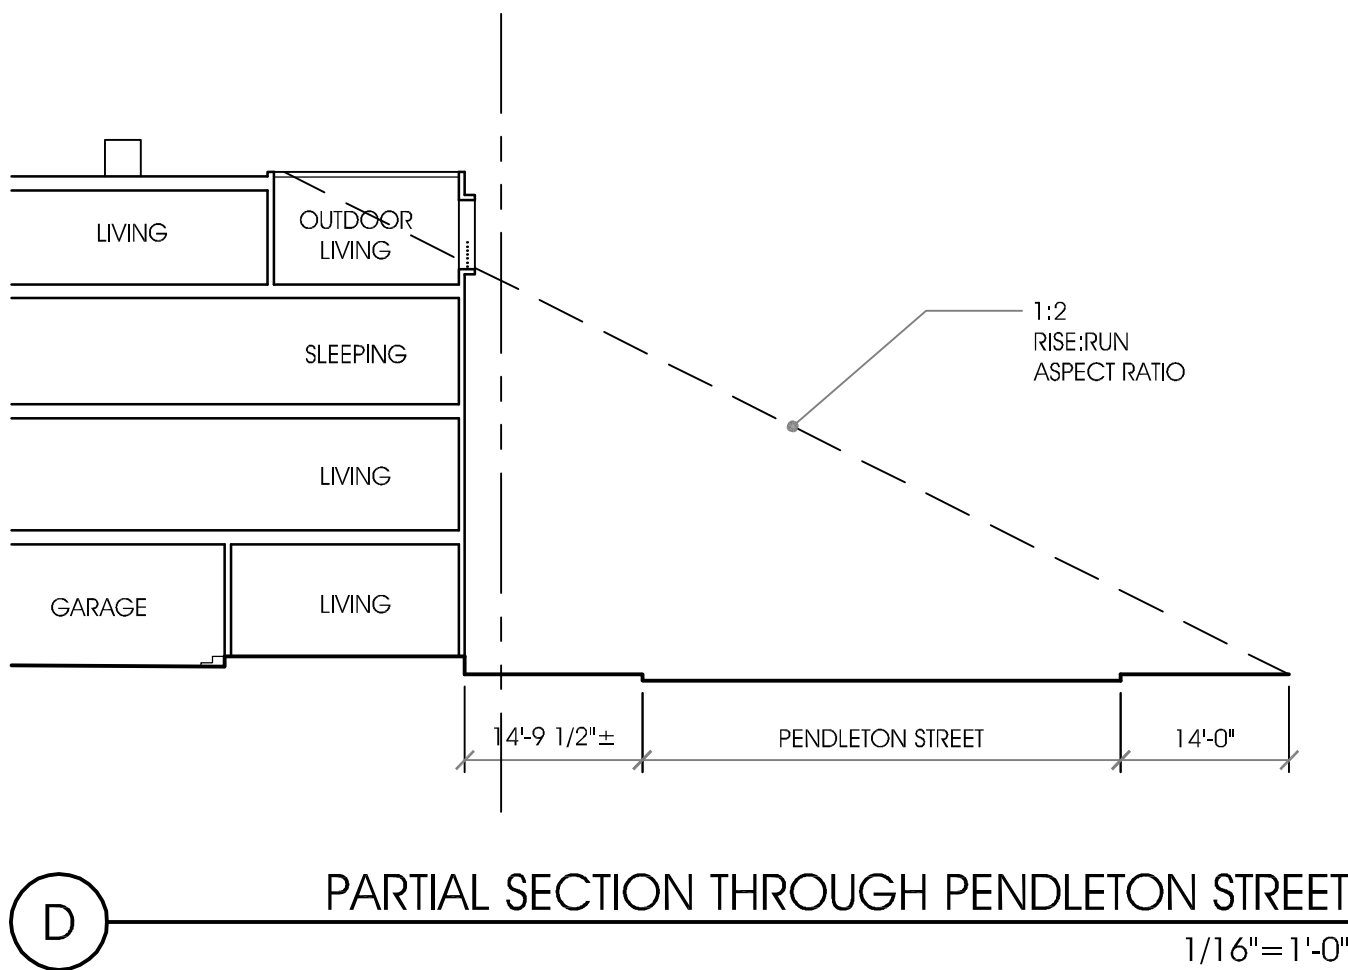 LIVING
OUTDOOR
LIVING
1:2
RISE:RUN
ASPECT RATIO
SLEEPING
LIVING
GARAGE
LIVING
14'-9 1/2"±
PENDLETON STREET
14'-0"
D
PARTIAL SECTION THROUGH PENDLETON STREET
1/16"=1'-0"